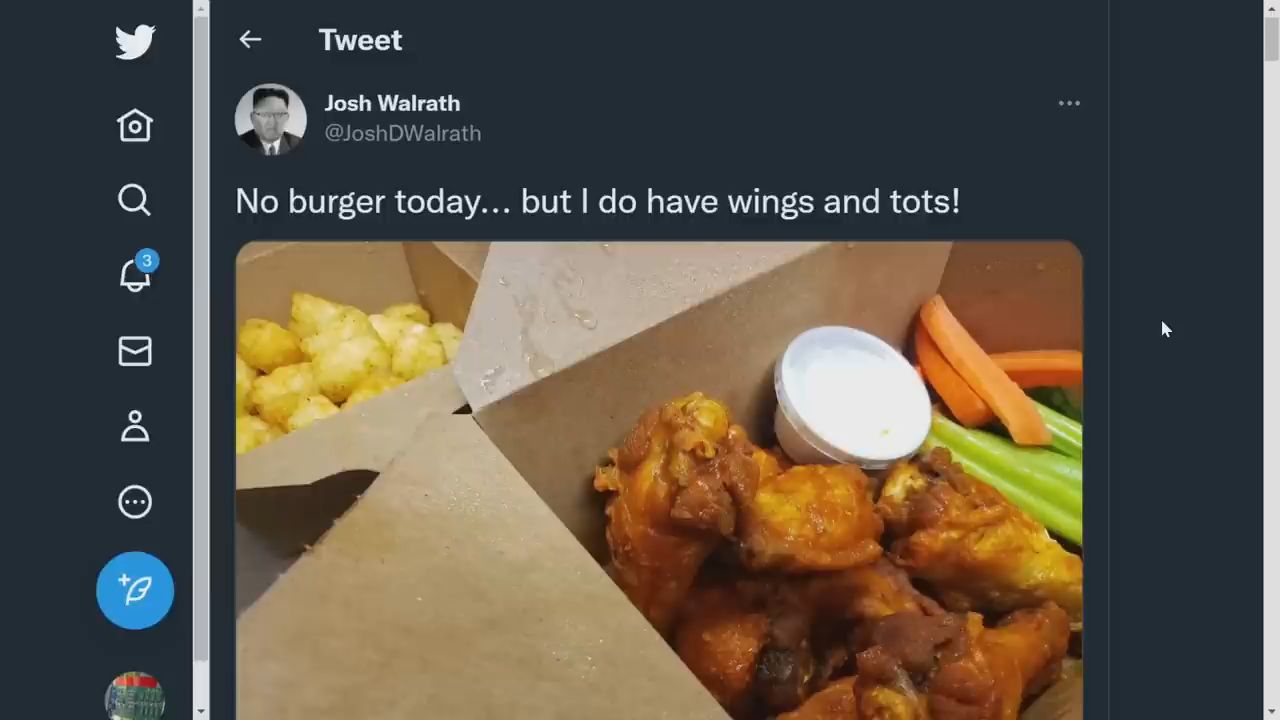 Tweet
Josh Walrath
@JoshDWalrath
No burger today... but I do have wings and tots!
3